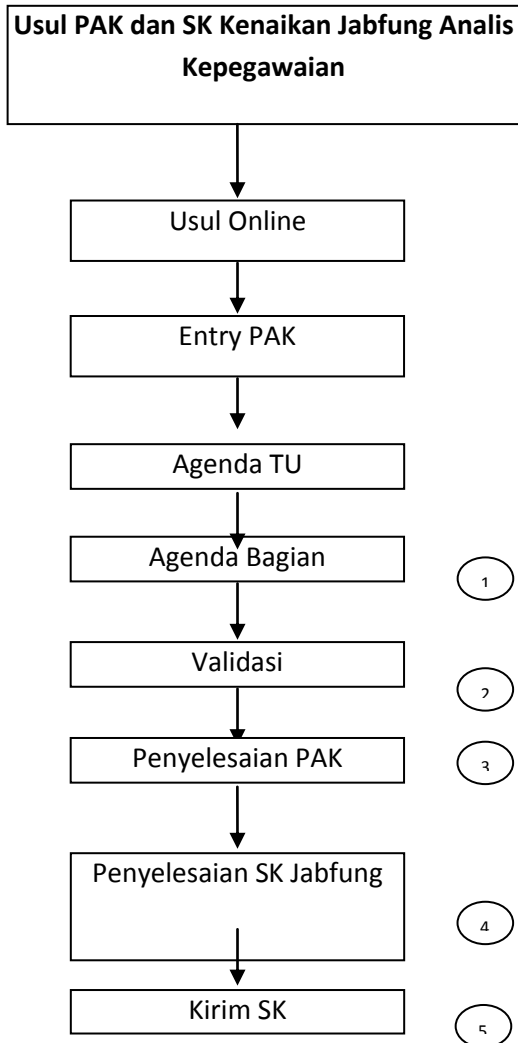 Usul PAK dan SK Kenaikan Jabfung Analis
Kepegawaian
Usul Online
Entry PAK
Agenda TU
Agenda Bagian
1
Validasi
2
Penyelesaian PAK
3
Penyelesaian SK Jabfung
4
Kirim SK
5